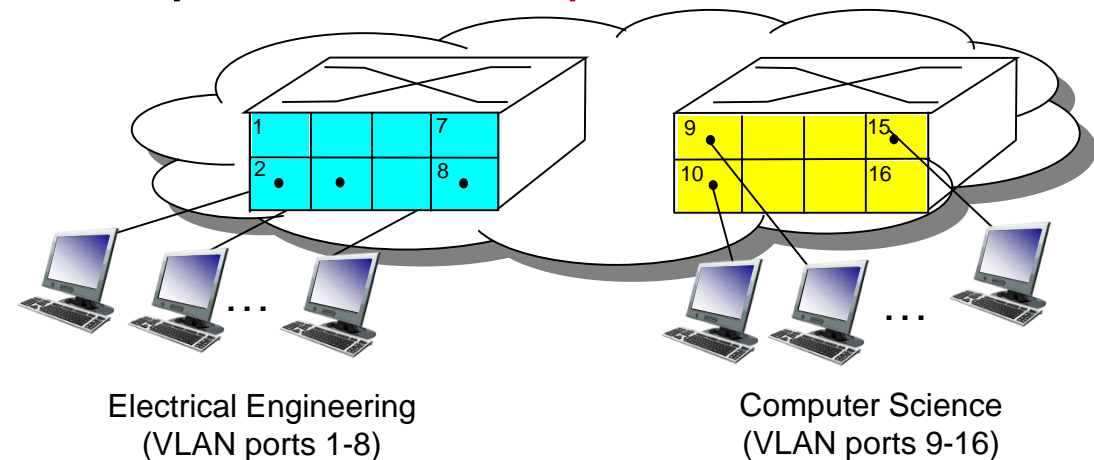 1
7
9
15
2
8
10
16
...
...
Electrical Engineering
(VLAN ports 1-8)
Computer Science
(VLAN ports 9-16)